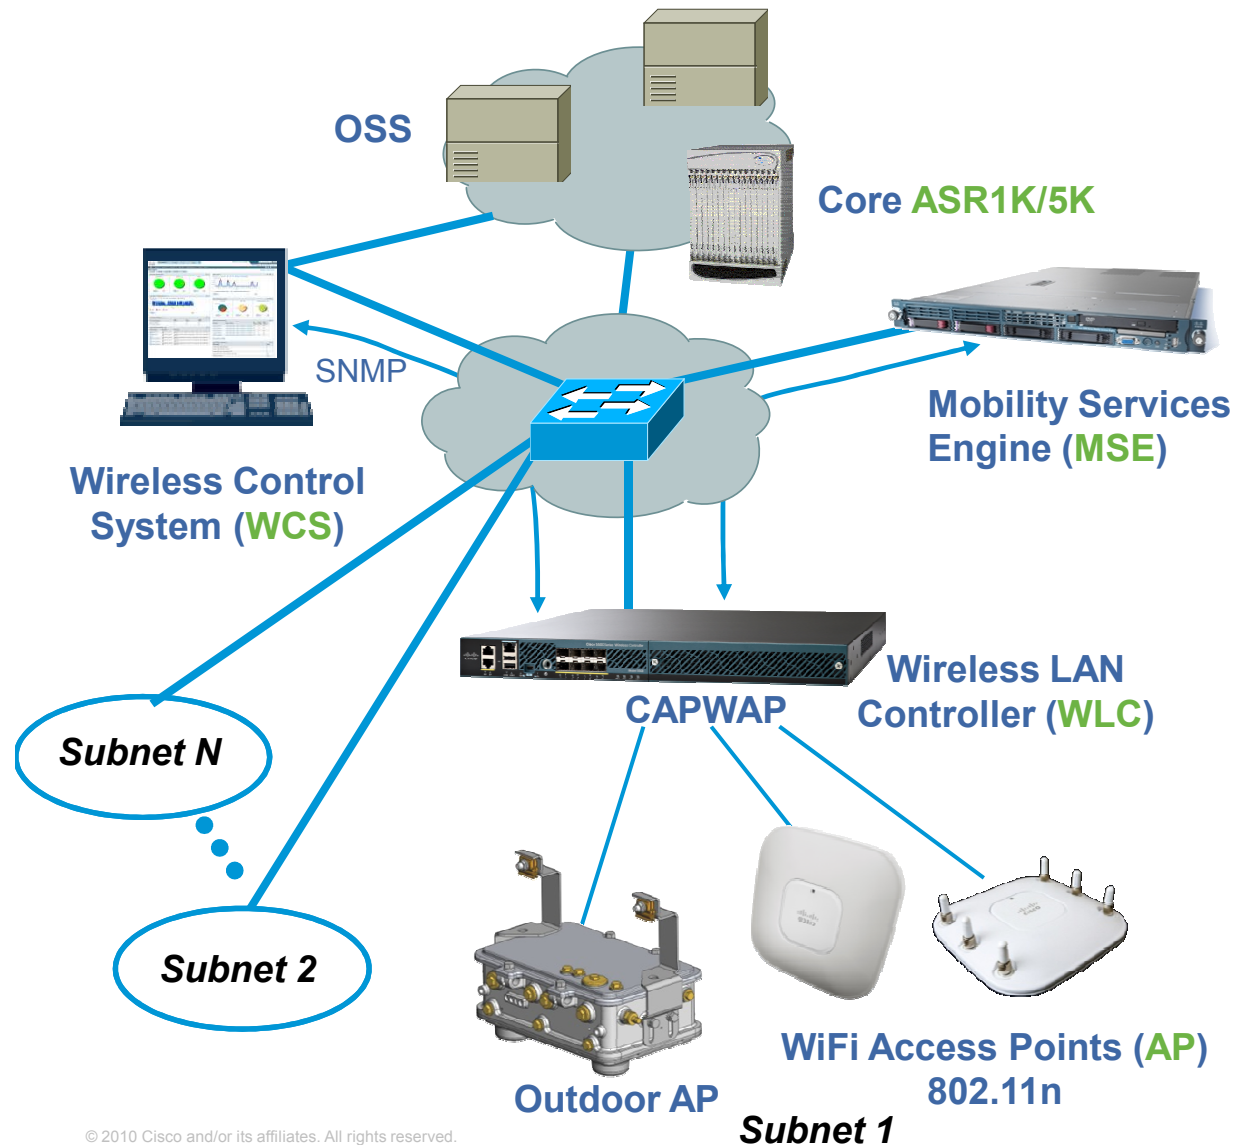 OSS
Core ASR1K/5K
SNMP
Mobility Services
Engine (MSE)
Wireless Control
System (WCS)
Wireless LAN
Controller (WLC)
CAPWAP
Subnet N
Subnet 2
WiFi Access Points (AP)
802.11n
Outdoor AP
Subnet 1
© 2010 Cisco and/or its affiliates. All rights reserved.